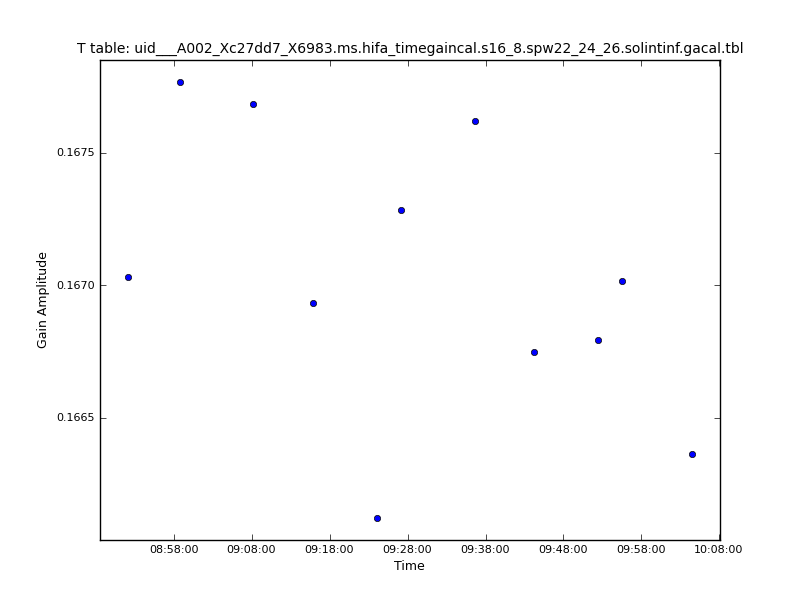 T table: uid___A002_Xc27dd7_X6983.ms.hifa_timegaincal.s16_8.spw22_24_26.solintinf.gacal.tbl
0.1675
0.1670
0.1665
Gain Amplitude
08:58:00 09:08:00 09:18:00 09:28:00 09:38:00 09:48:00 09:58:00 10:08:00
Time